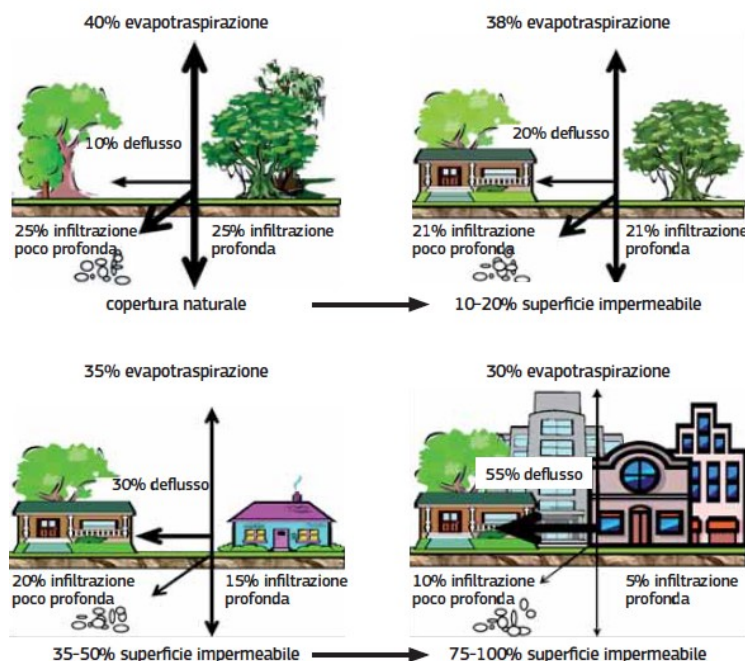 40% evapotraspirazione
10% deflusso
25% infiltrazione
poco profonda
25% infiltrazione
profonda
copertura naturale
38% evapotraspirazione
20% deflusso
21% infiltrazione
poco profonda
21% infiltrazione
profonda
10-20% superficie impermeabile
35% evapotraspirazione
30% deflusso
20% infiltrazione
poco profonda
15% infiltrazione
profonda
35-50% superficie impermeabile
30% evapotraspirazione
55% deflusso
10% infiltrazione
poco profonda
5% infiltrazione
profonda
75-100% superficie impermeabile